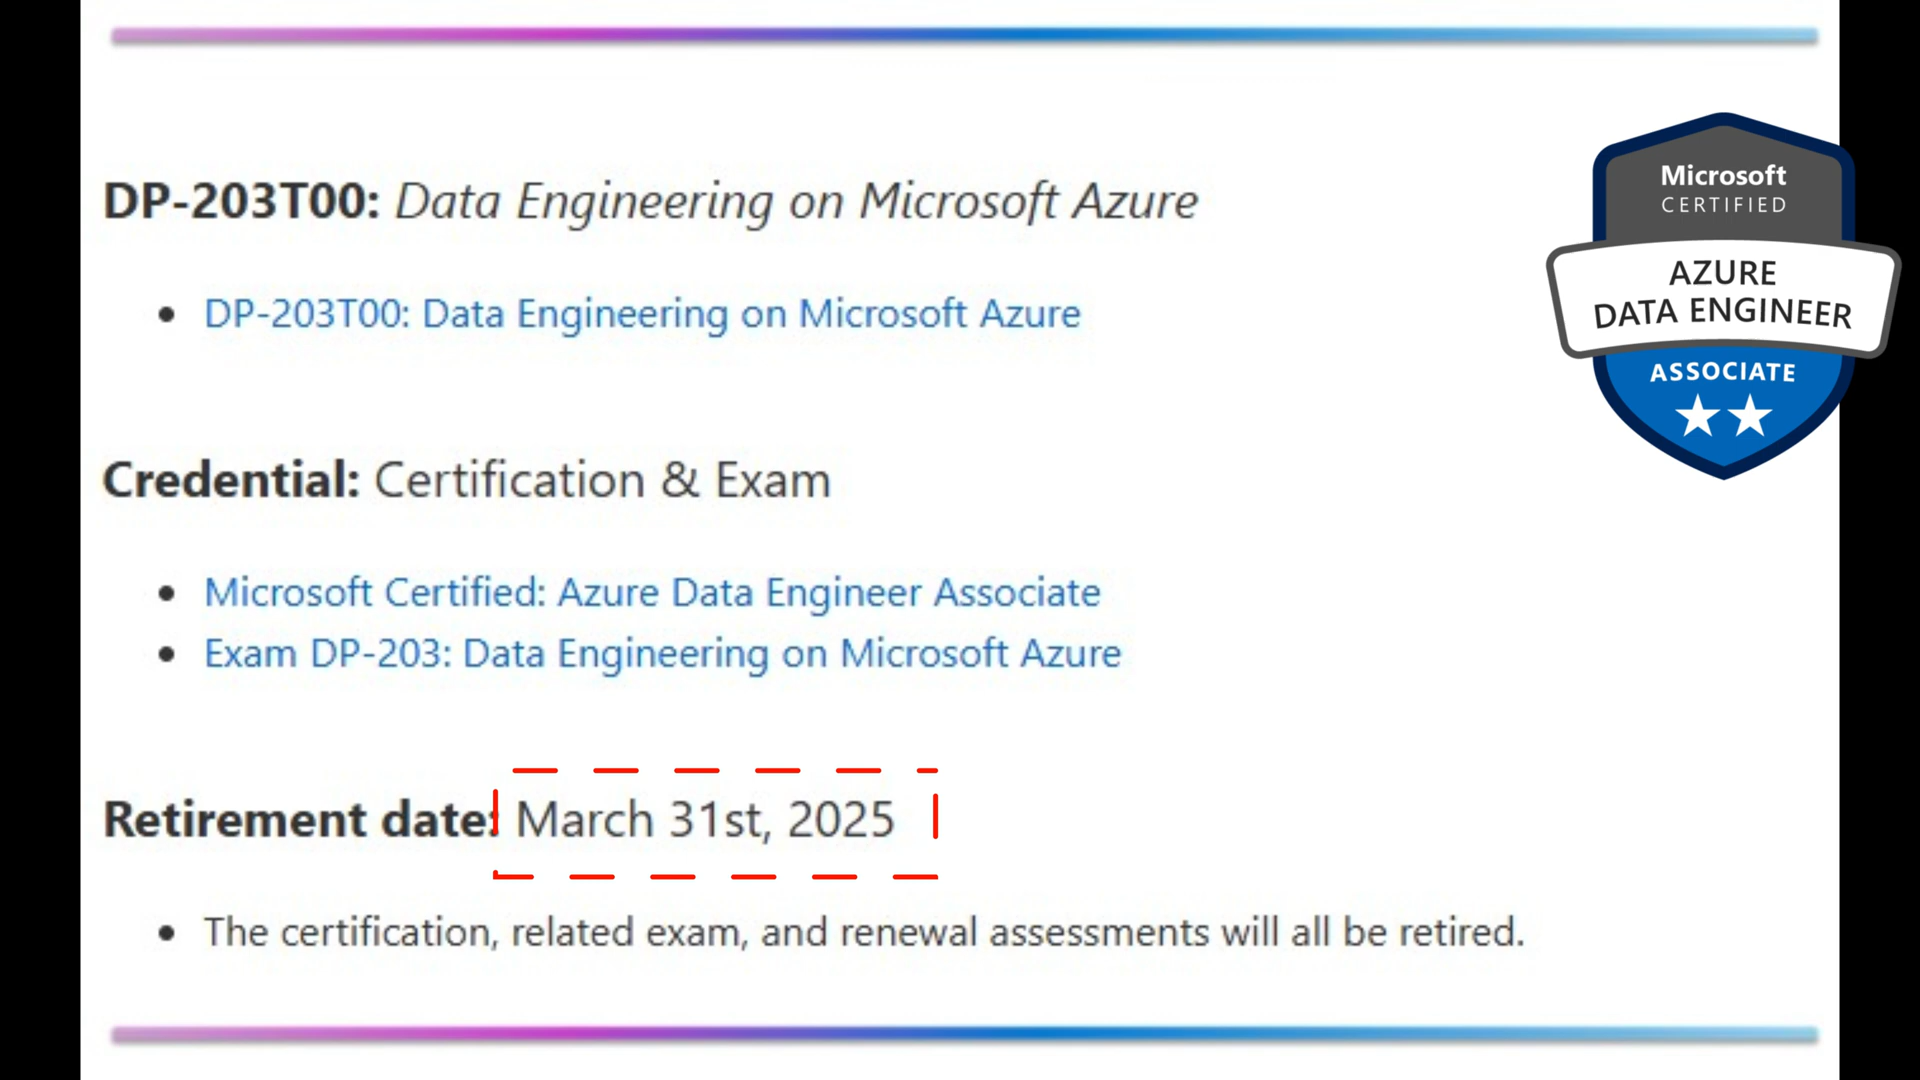 DP-203T00: Data Engineering on Microsoft Azure
DP-203T00: Data Engineering on Microsoft Azure
Credential: Certification & Exam
Microsoft Certified: Azure Data Engineer Associate
Exam DP-203: Data Engineering on Microsoft Azure
Retirement date: March 31st, 2025
The certification, related exam, and renewal assessments will all be retired.
Microsoft
CERTIFIED
AZURE
DATA ENGINEER
ASSOCIATE